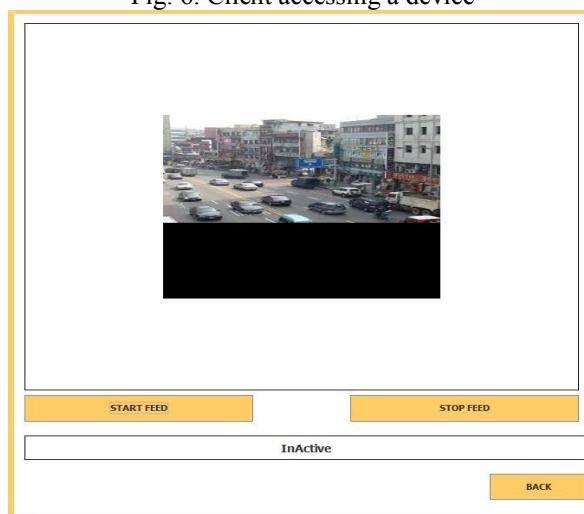 Fig. 6. Client accessing a device
START FEED
STOP FEED
InActive
BACK